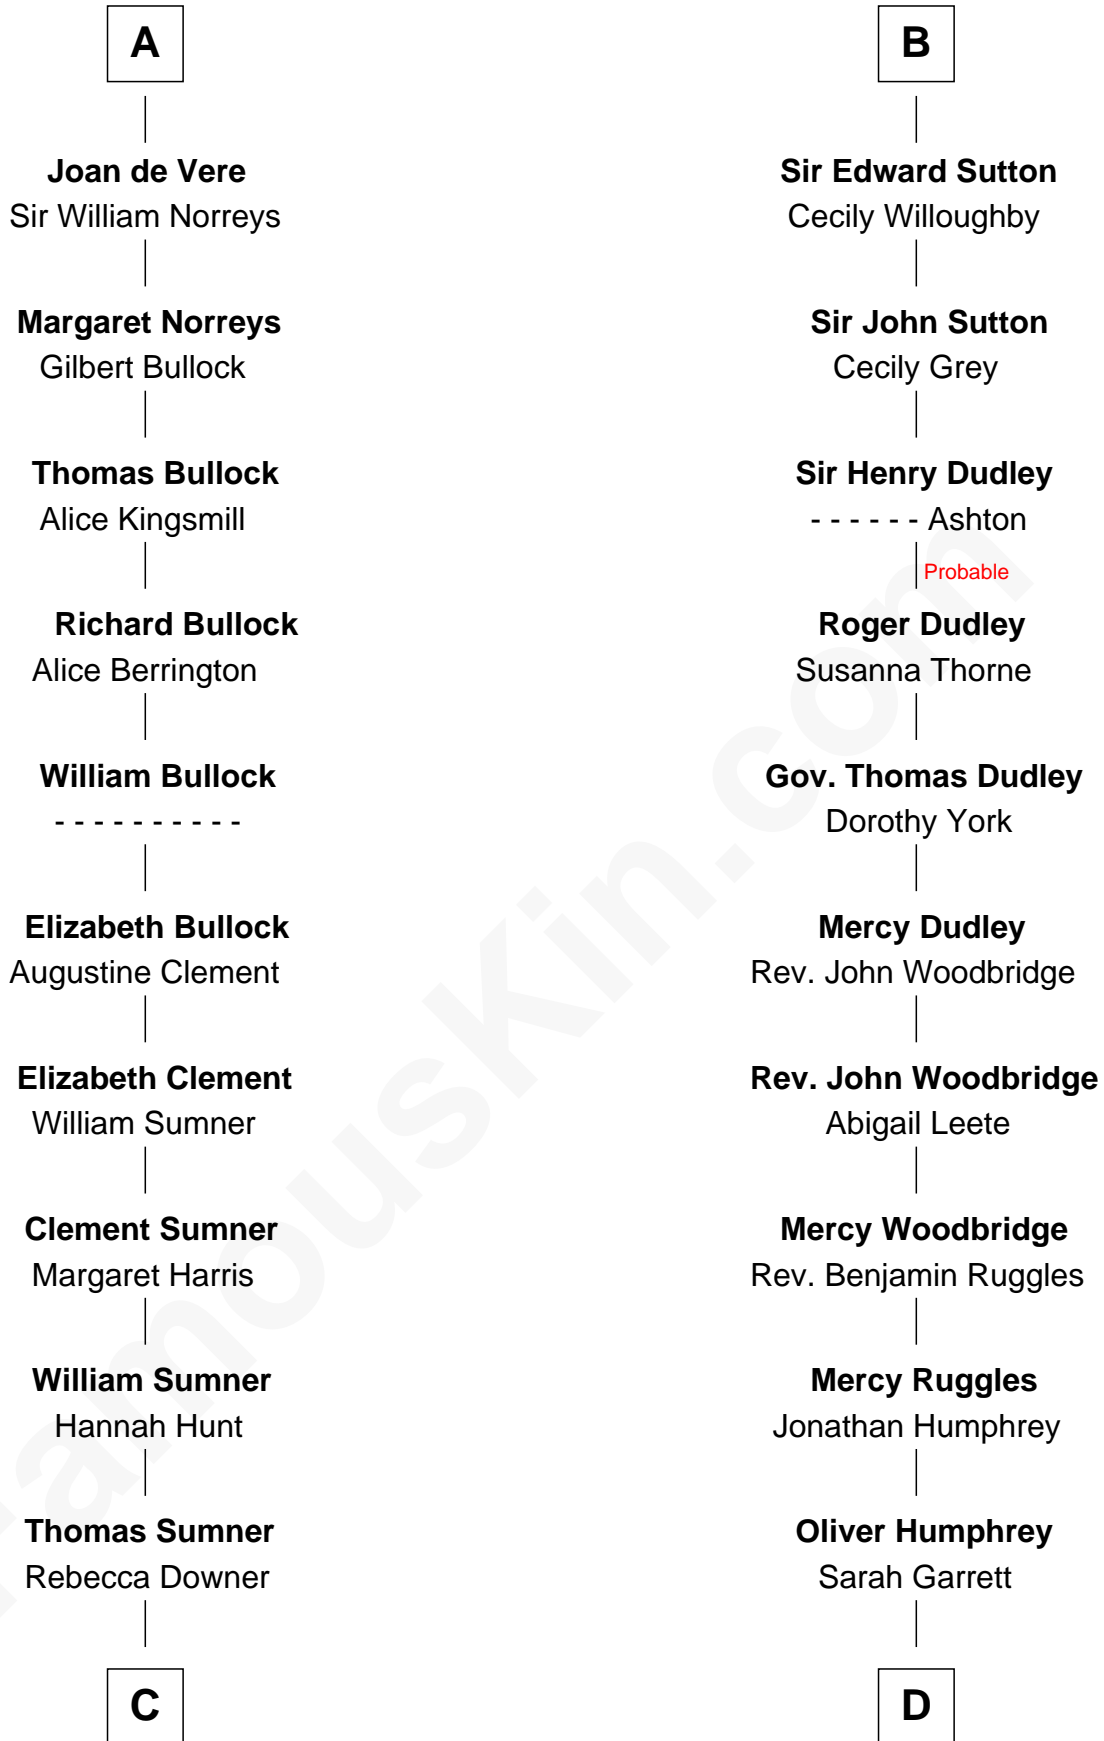 A
Joan de Vere
Sir William Norreys
Margaret Norreys
Gilbert Bullock
Thomas Bullock
Alice Kingsmill
Richard Bullock
Alice Berrington
William Bullock
- - - - - - - - - -
Elizabeth Bullock
Augustine Clement
Elizabeth Clement
William Sumner
Clement Sumner
Margaret Harris
William Sumner
Hannah Hunt
Thomas Sumner
Rebecca Downer
C
B
Sir Edward Sutton
Cecily Willoughby
Sir John Sutton
Cecily Grey
Sir Henry Dudley
- - - - - - Ashton
Probable
Roger Dudley
Susanna Thorne
Gov. Thomas Dudley
Dorothy York
Mercy Dudley
Rev. John Woodbridge
Rev. John Woodbridge
Abigail Leete
Mercy Woodbridge
Rev. Benjamin Ruggles
Mercy Ruggles
Jonathan Humphrey
Oliver Humphrey
Sarah Garrett
D
FamousKin.com